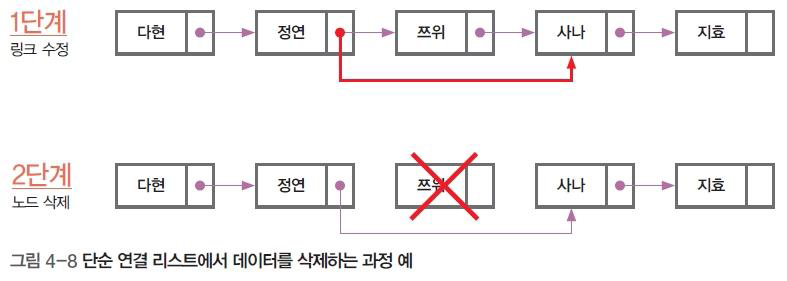 1단계
링크 수정
다현 정연 쯔위 사나 지효
2단계
노드 삭제
다현 정연 쯔위 사나 지효
그림 4-8 단순 연결 리스트에서 데이터를 삭제하는 과정 예